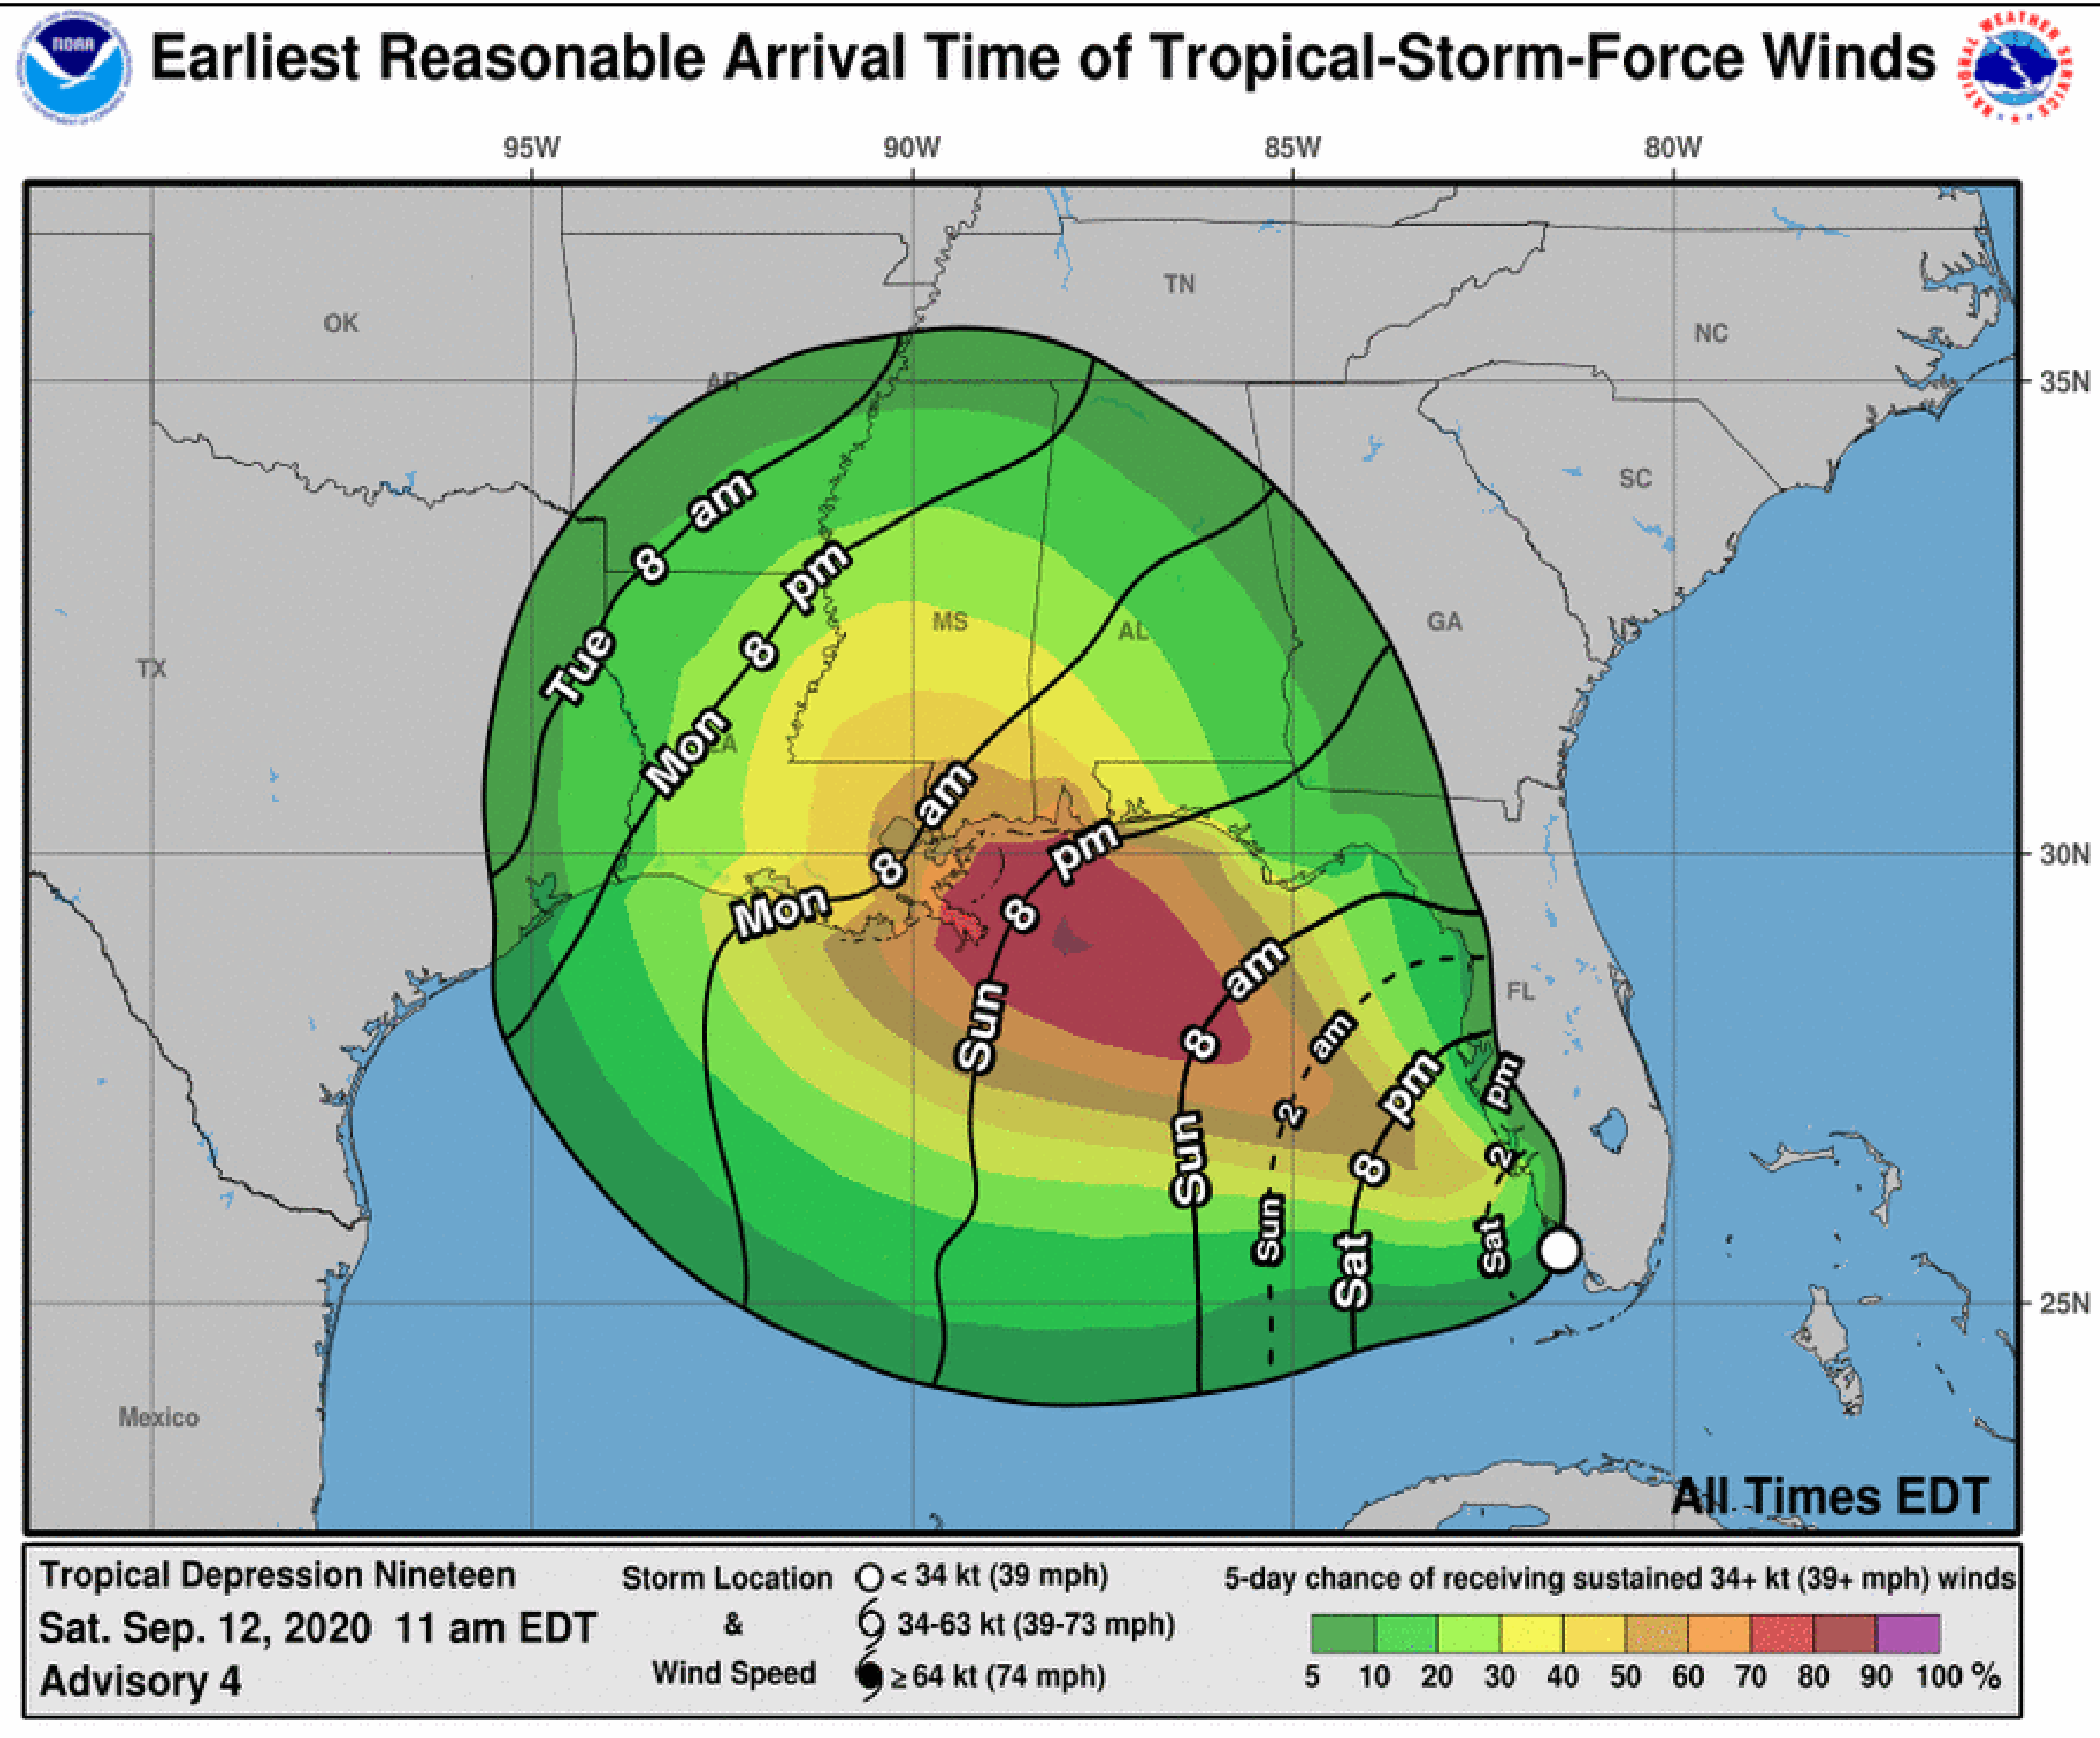 NOAA
Earliest Reasonable Arrival Time of Tropical-Storm-Force Winds
NATIONAL WEATHER SERVICE
95W 90W 85W 80W
TN
OK
NC
35N
AR
SC
8 am
8 pm
MS
AL
GA
TX
Tue
Mon
LA
8 am
8 pm
30N
Mon
8 am
FL
Sun
2 am
8 pm
2 pm
Sun
Sun
Sat
Sat
25N
Mexico
All Times EDT
Tropical Depression Nineteen
Sat. Sep. 12, 2020 11 am EDT
Advisory 4
Storm Location
&
Wind Speed
< 34 kt (39 mph)
34-63 kt (39-73 mph)
≥ 64 kt (74 mph)
5-day chance of receiving sustained 34+ kt (39+ mph) winds
5 10 20 30 40 50 60 70 80 90 100 %